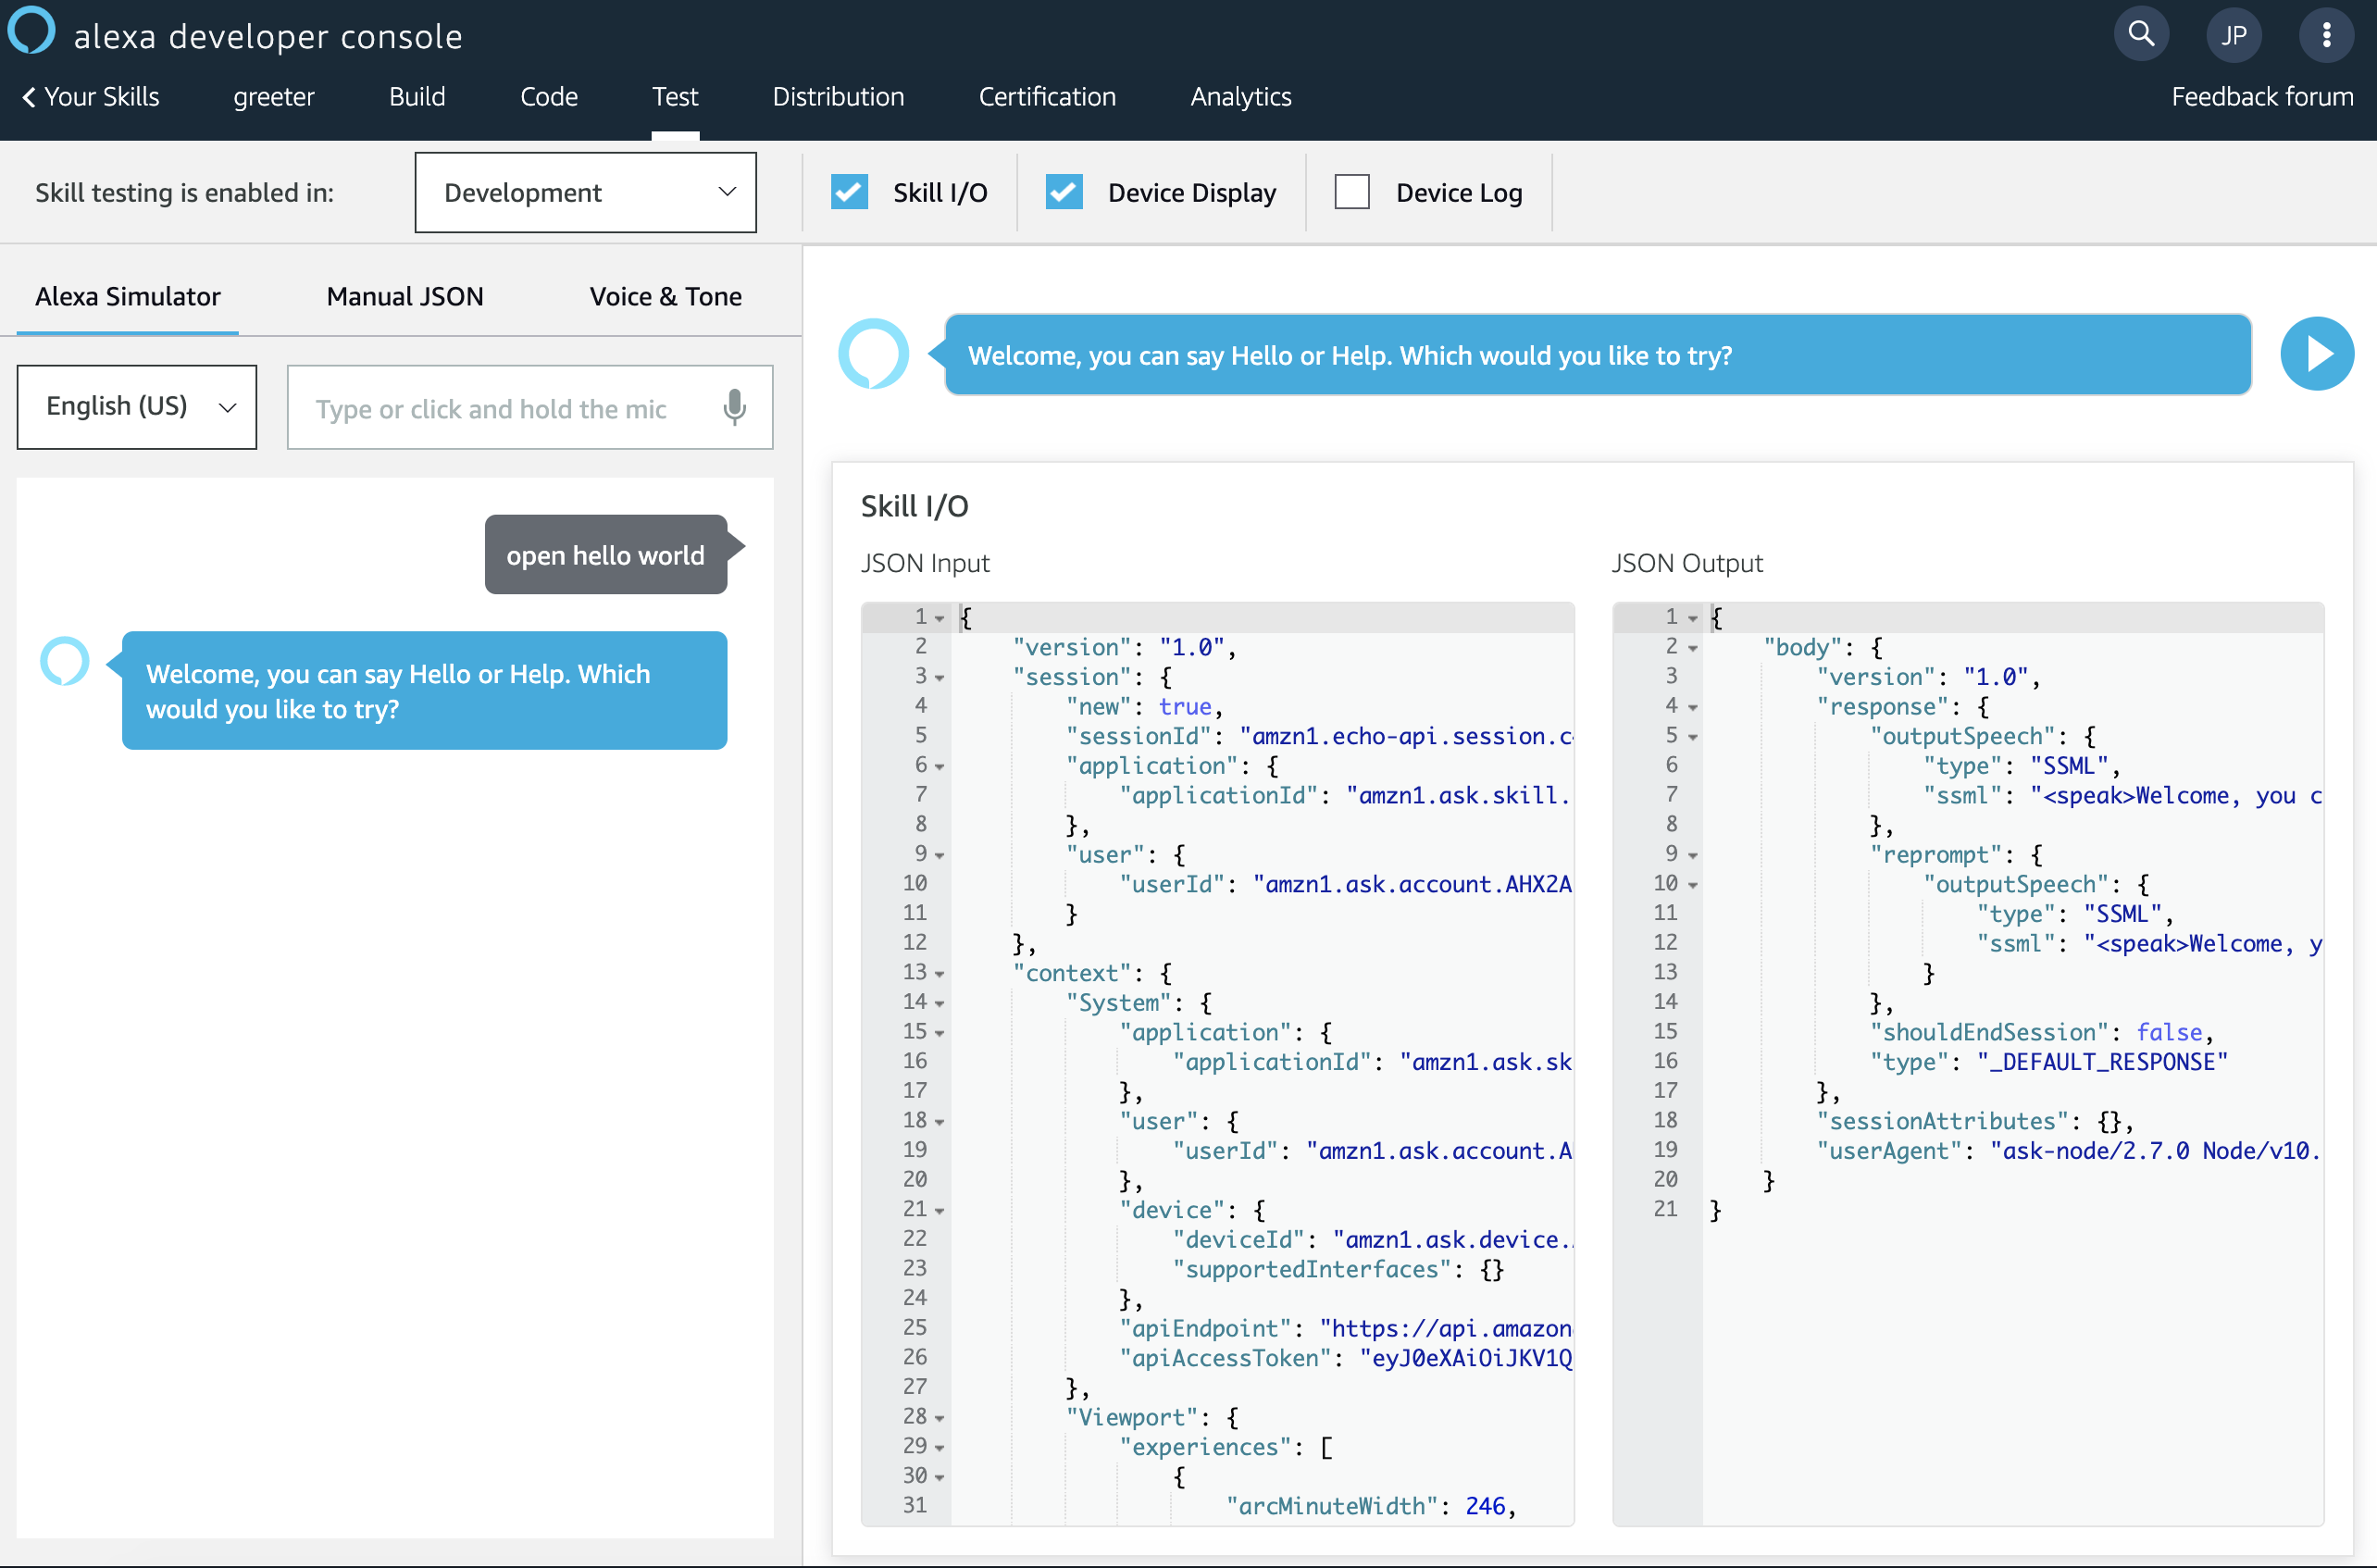 alexa developer console
JP
Your Skills greeter Build Code Test Distribution Certification Analytics Feedback forum
Skill testing is enabled in: Development Skill I/O Device Display Device Log
Alexa Simulator Manual JSON Voice & Tone
English (US) Type or click and hold the mic
open hello world
Welcome, you can say Hello or Help. Which
would you like to try?
Welcome, you can say Hello or Help. Which would you like to try?
Skill I/O
JSON Input
1 {
2 "version": "1.0",
3 "session": {
4 "new": true,
5 "sessionId": "amzn1.echo-api.session.c
6 "application": {
7 "applicationId": "amzn1.ask.skill.
8 },
9 "user": {
10 "userId": "amzn1.ask.account.AHX2A
11 }
12 },
13 "context": {
14 "System": {
15 "application": {
16 "applicationId": "amzn1.ask.sk
17 },
18 "user": {
19 "userId": "amzn1.ask.account.A
20 },
21 "device": {
22 "deviceId": "amzn1.ask.device.
23 "supportedInterfaces": {}
24 },
25 "apiEndpoint": "https://api.amazon
26 "apiAccessToken": "eyJ0eXAiOiJKV1Q
27 },
28 "Viewport": {
29 "experiences": [
30 {
31 "arcMinuteWidth": 246,
JSON Output
1 {
2 "body": {
3 "version": "1.0",
4 "response": {
5 "outputSpeech": {
6 "type": "SSML",
7 "ssml": "<speak>Welcome, you c
8 },
9 "reprompt": {
10 "outputSpeech": {
11 "type": "SSML",
12 "ssml": "<speak>Welcome, y
13 }
14 },
15 "shouldEndSession": false,
16 "type": "_DEFAULT_RESPONSE"
17 },
18 "sessionAttributes": {},
19 "userAgent": "ask-node/2.7.0 Node/v10.
20 }
21 }